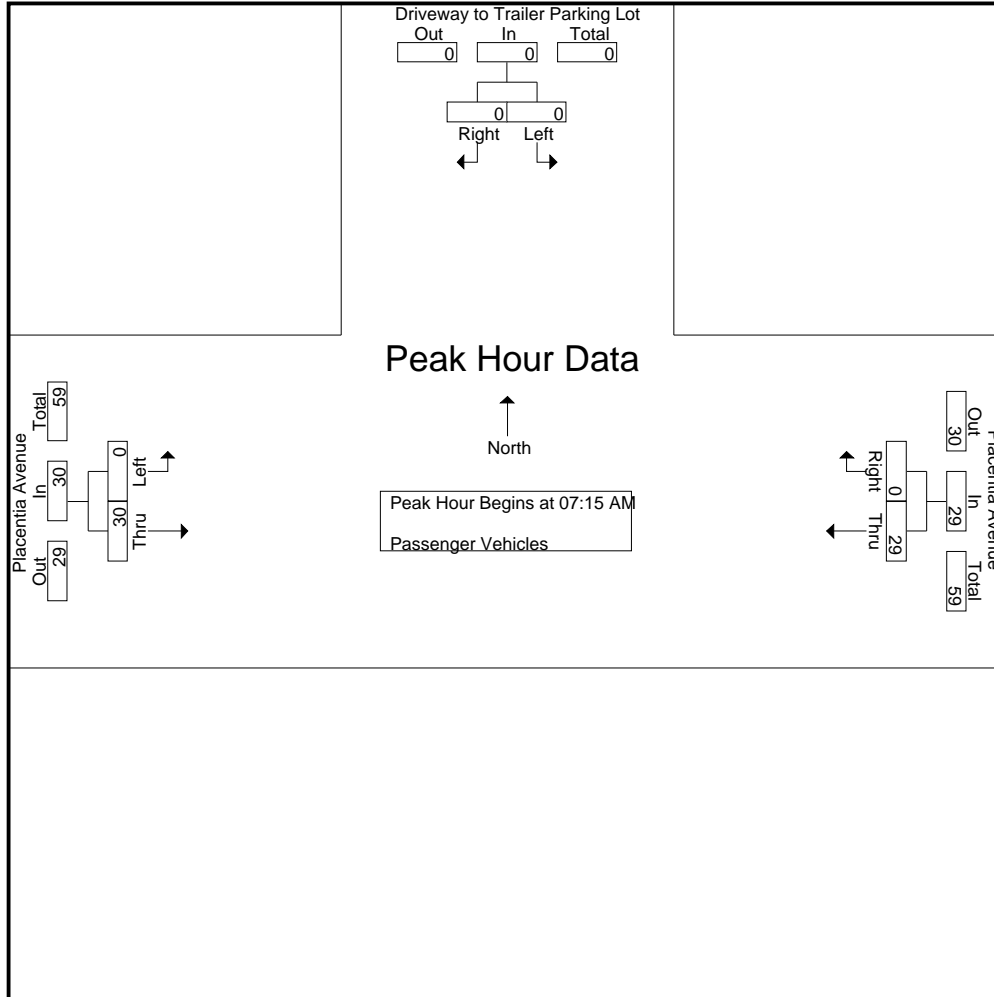 Driveway to Trailer Parking Lot
Out In Total
0 0 0
0 0
Right Left
Peak Hour Data
North
Peak Hour Begins at 07:15 AM
Passenger Vehicles
Placentia Avenue
Total In Out
59 30 29
0 30
Left Thru
Placentia Avenue
Out In Total
30 29 59
0 29
Right Thru